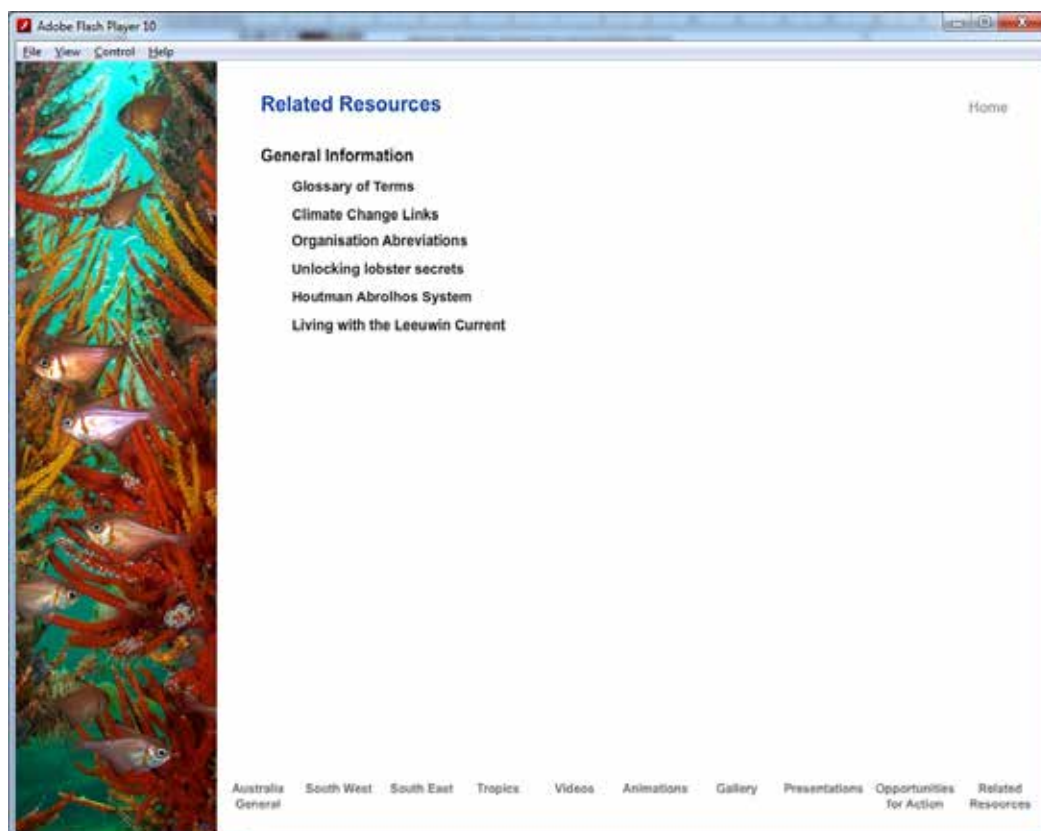 Adobe Flash Player 10
File View Control Help
Related Resources
Home
General Information
Glossary of Terms
Climate Change Links
Organisation Abreviations
Unlocking lobster secrets
Houtman Abrolhos System
Living with the Leeuwin Current
Australia General South West South East Tropics Videos Animations Gallery Presentations Opportunities for Action Related Resources